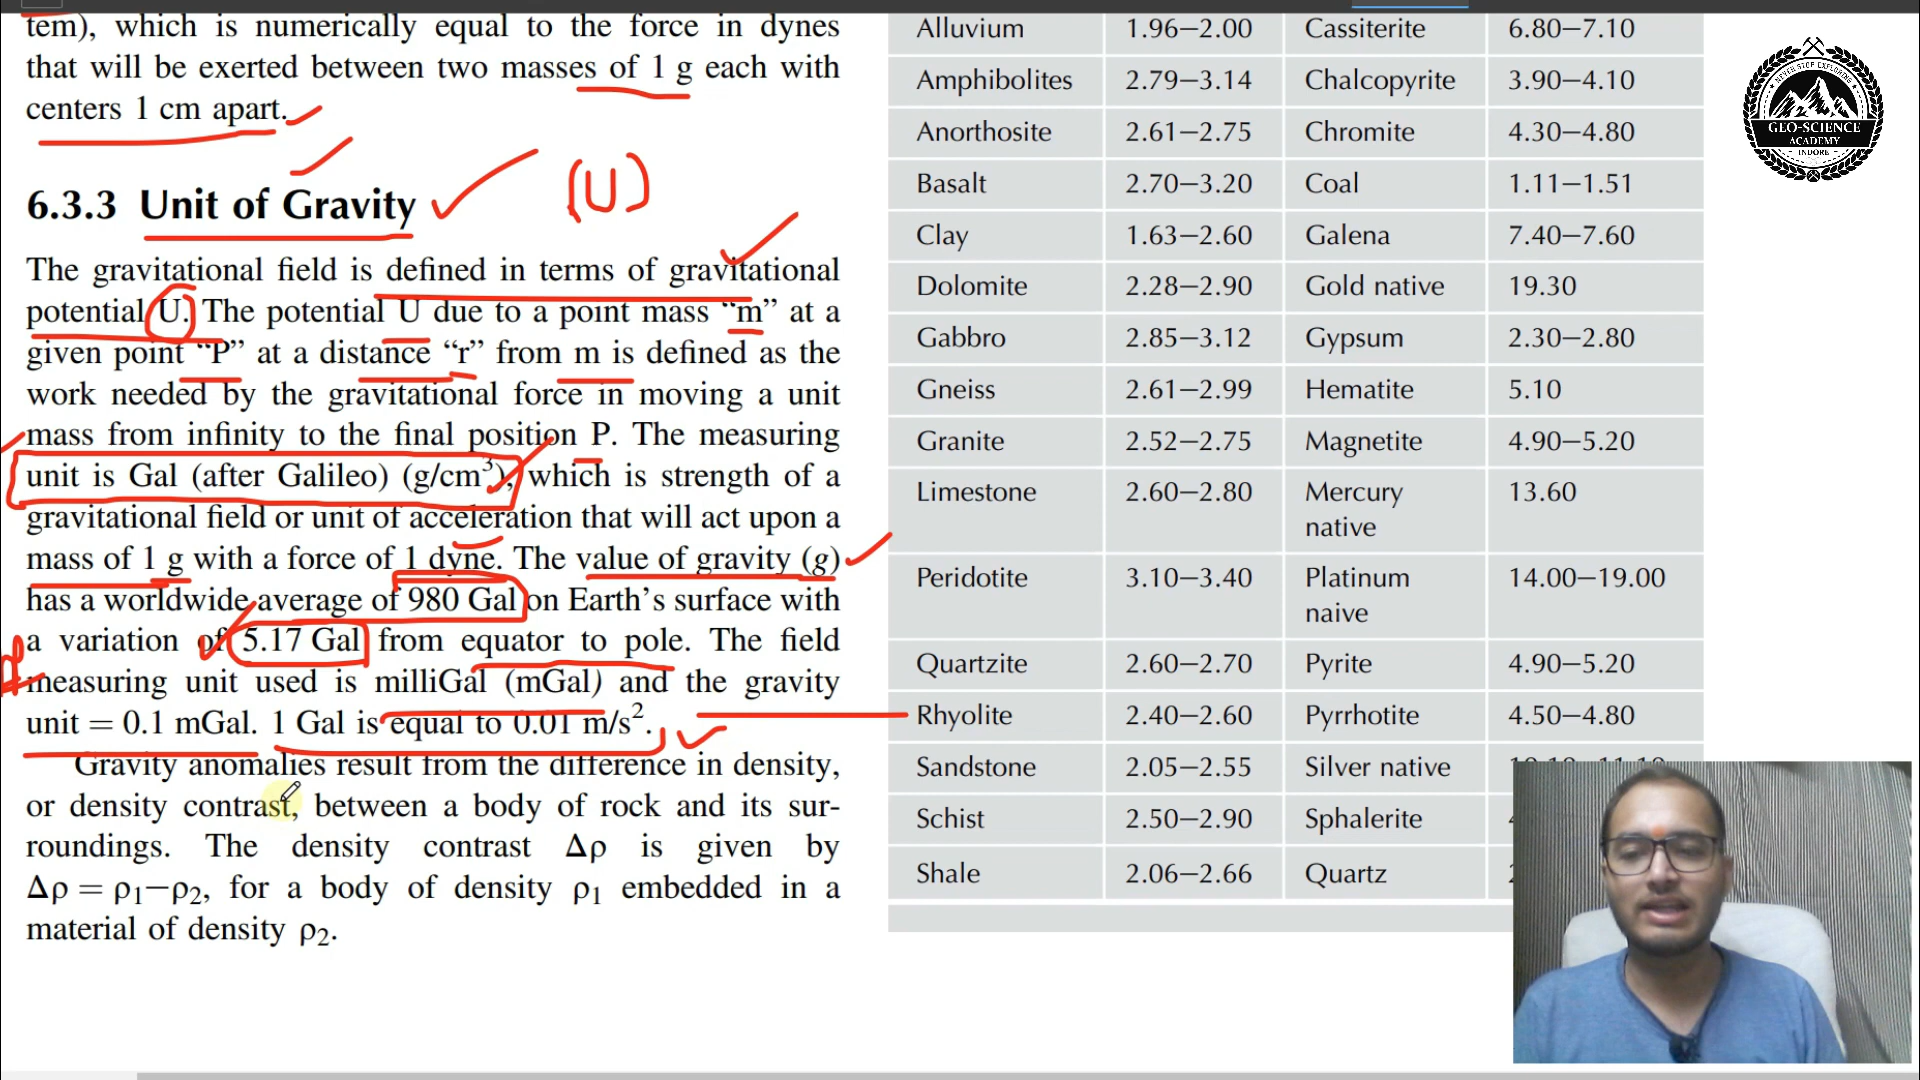 tem), which is numerically equal to the force in dynes
that will be exerted between two masses of 1 g each with
centers 1 cm apart.
6.3.3 Unit of Gravity
(U)
The gravitational field is defined in terms of gravitational
potential U. The potential U due to a point mass “m” at a
given point “P” at a distance “r” from m is defined as the
work needed by the gravitational force in moving a unit
mass from infinity to the final position P. The measuring
unit is Gal (after Galileo) (g/cm³), which is strength of a
gravitational field or unit of acceleration that will act upon a
mass of 1 g with a force of 1 dyne. The value of gravity (g)
has a worldwide average of 980 Gal on Earth’s surface with
a variation of 5.17 Gal from equator to pole. The field
measuring unit used is milliGal (mGal) and the gravity
unit = 0.1 mGal. 1 Gal is equal to 0.01 m/s².
Gravity anomalies result from the difference in density,
or density contrast, between a body of rock and its sur-
roundings. The density contrast Δρ is given by
Δρ = ρ₁−ρ₂, for a body of density ρ₁ embedded in a
material of density ρ₂.
Alluvium 1.96–2.00 Cassiterite 6.80–7.10
Amphibolites 2.79–3.14 Chalcopyrite 3.90–4.10
Anorthosite 2.61–2.75 Chromite 4.30–4.80
Basalt 2.70–3.20 Coal 1.11–1.51
Clay 1.63–2.60 Galena 7.40–7.60
Dolomite 2.28–2.90 Gold native 19.30
Gabbro 2.85–3.12 Gypsum 2.30–2.80
Gneiss 2.61–2.99 Hematite 5.10
Granite 2.52–2.75 Magnetite 4.90–5.20
Limestone 2.60–2.80 Mercury 13.60
native
Peridotite 3.10–3.40 Platinum 14.00–19.00
naive
Quartzite 2.60–2.70 Pyrite 4.90–5.20
Rhyolite 2.40–2.60 Pyrrhotite 4.50–4.80
Sandstone 2.05–2.55 Silver native
Schist 2.50–2.90 Sphalerite
Shale 2.06–2.66 Quartz
NEVER STOP EXPLORING
GEO-SCIENCE
ACADEMY
INDORE